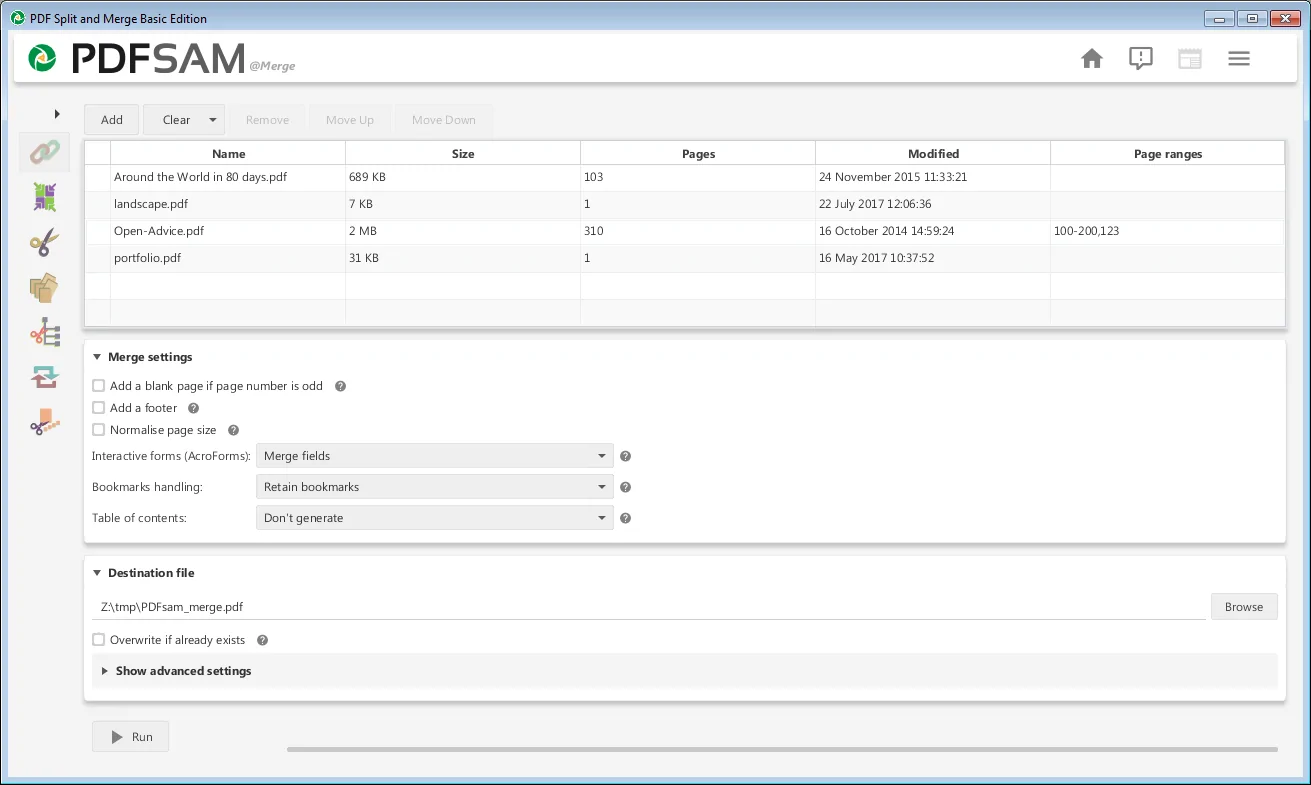 PDF Split and Merge Basic Edition
PDFSAM @Merge
Add Clear Remove Move Up Move Down
Name Size Pages Modified Page ranges
Around the World in 80 days.pdf 689 KB 103 24 November 2015 11:33:21
landscape.pdf 7 KB 1 22 July 2017 12:06:36
Open-Advice.pdf 2 MB 310 16 October 2014 14:59:24 100-200,123
portfolio.pdf 31 KB 1 16 May 2017 10:37:52
Merge settings
Add a blank page if page number is odd ?
Add a footer ?
Normalise page size ?
Interactive forms (AcroForms): Merge fields ?
Bookmarks handling: Retain bookmarks ?
Table of contents: Don't generate ?
Destination file
Z:\tmp\PDFsam_merge.pdf Browse
Overwrite if already exists ?
Show advanced settings
Run